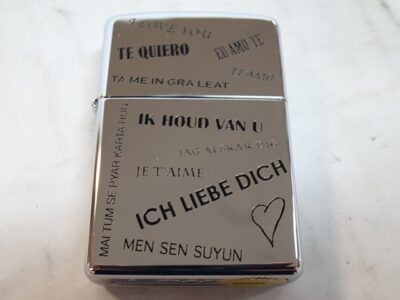 I LOVE YOU
TE QUIERO
EU AMO TE
TI AMO
TA ME IN GRA LEAT
MAI TUM SE PYAR KARTA HUN
IK HOUD VAN U
JAG ALSKAR DIG
JE T'AIME
ICH LIEBE DICH
MEN SEN SUYUN